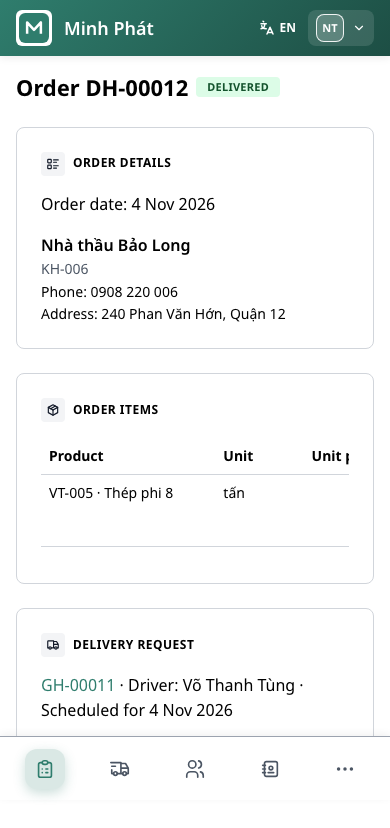 Minh Phát
EN
NT
Order DH-00012
DELIVERED
ORDER DETAILS
Order date: 4 Nov 2026
Nhà thầu Bảo Long
KH-006
Phone: 0908 220 006
Address: 240 Phan Văn Hớn, Quận 12
ORDER ITEMS
Product Unit Unit
VT-005 · Thép phi 8 tấn
DELIVERY REQUEST
GH-00011 · Driver: Võ Thanh Tùng ·
Scheduled for 4 Nov 2026